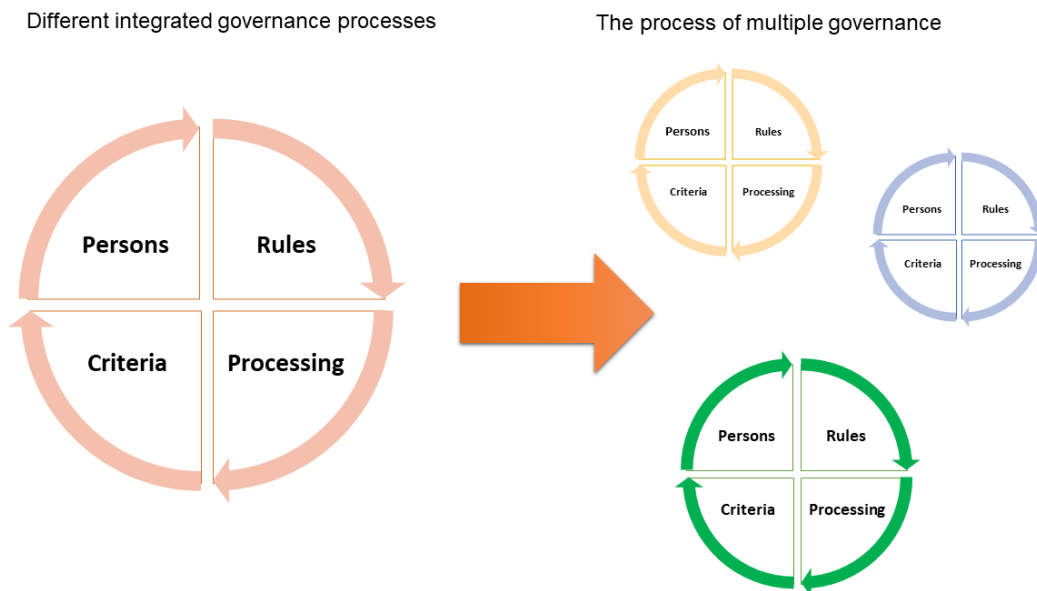 Different integrated governance processes
The process of multiple governance
Persons
Rules
Criteria
Processing
Persons
Rules
Criteria
Processing
Persons
Rules
Criteria
Processing
Persons
Rules
Criteria
Processing